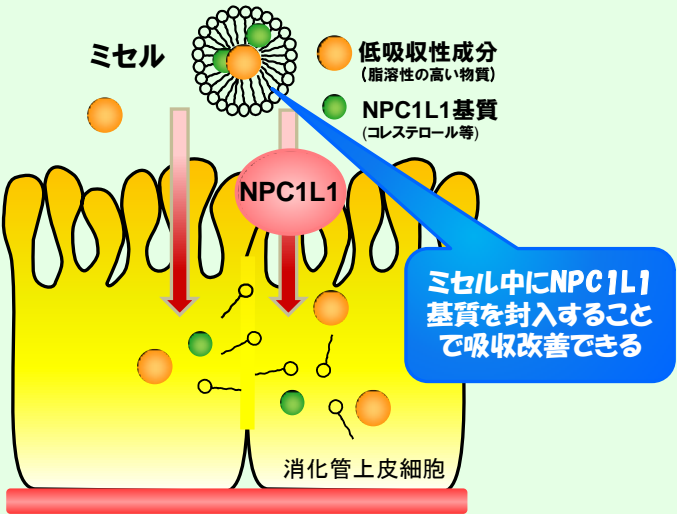 ミセル
低吸収性成分
(脂溶性の高い物質)
NPC1L1基質
(コレステロール等)
NPC1L1
ミセル中にNPC1L1
基質を封入すること
で吸収改善できる
消化管上皮細胞